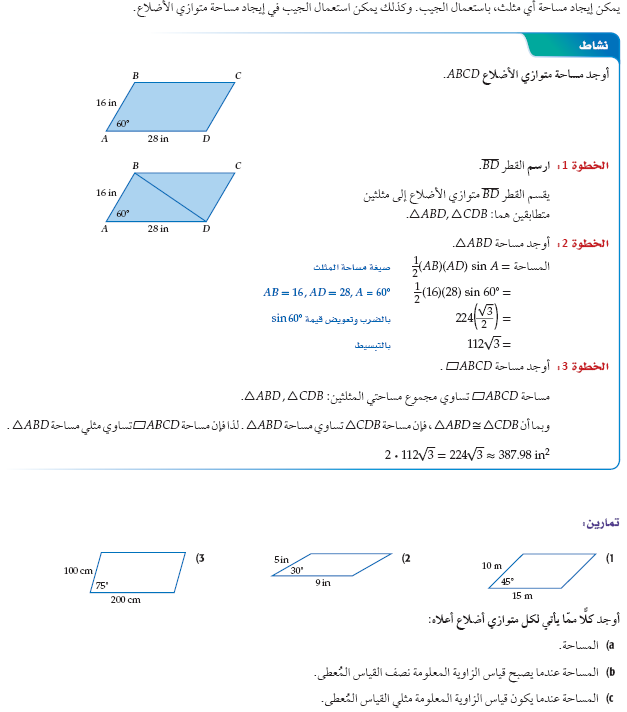 يمكن إيجاد مساحة أي مثلث، باستعمال الجيب. وكذلك يمكن استعمال الجيب في إيجاد مساحة متوازي الأضلاع.
نشاط
أوجد مساحة متوازي الأضلاع ABCD.
B C
16 in
60°
A 28 in D
الخطوة 1: ارسم القطر BD.
يقسم القطر BD متوازي الأضلاع إلى مثلثين
متطابقين هما: △ABD, △CDB.
B C
16 in
60°
A 28 in D
الخطوة 2: أوجد مساحة △ABD.
المساحة = 1/2 (AB)(AD) sin A صيغة مساحة المثلث
= 1/2 (16)(28) sin 60° AB = 16, AD = 28, A = 60°
= 224(√3/2) بالضرب وتعويض قيمة sin 60°
= 112√3 بالتبسيط
الخطوة 3: أوجد مساحة ▱ABCD .
مساحة ▱ABCD تساوي مجموع مساحتي المثلثين: △ABD , △CDB.
وبما أن △ABD ≅ △CDB ، فإن مساحة △CDB تساوي مساحة △ABD . لذا فإن مساحة ▱ABCD تساوي مثلي مساحة △ABD .
2 · 112√3 = 224√3 ≈ 387.98 in²
تمارين:
(1
10 m
45°
15 m
(2
5 in
30°
9 in
(3
100 cm
75°
200 cm
أوجد كلًّا ممّا يأتي لكل متوازي أضلاع أعلاه:
(a المساحة.
(b المساحة عندما يصبح قياس الزاوية المعلومة نصف القياس المُعطى.
(c المساحة عندما يكون قياس الزاوية المعلومة مثلي القياس المُعطى.